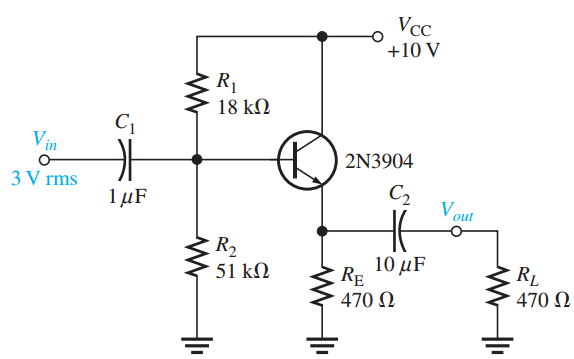 V_CC
+10 V
R_1
18 kΩ
C_1
V_in
3 V rms
1 μF
2N3904
C_2
V_out
R_2
51 kΩ
10 μF
R_E
470 Ω
R_L
470 Ω